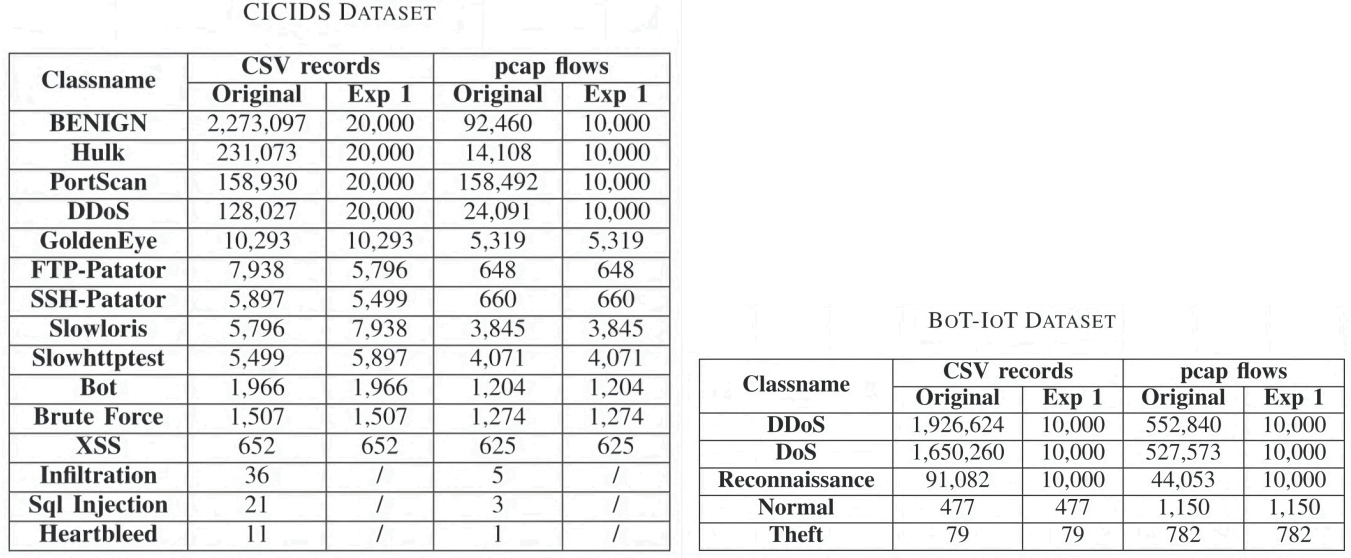 CICIDS DATASET
Classname CSV records pcap flows
Original Exp 1 Original Exp 1
BENIGN 2,273,097 20,000 92,460 10,000
Hulk 231,073 20,000 14,108 10,000
PortScan 158,930 20,000 158,492 10,000
DDoS 128,027 20,000 24,091 10,000
GoldenEye 10,293 10,293 5,319 5,319
FTP-Patator 7,938 5,796 648 648
SSH-Patator 5,897 5,499 660 660
Slowloris 5,796 7,938 3,845 3,845
Slowhttptest 5,499 5,897 4,071 4,071
Bot 1,966 1,966 1,204 1,204
Brute Force 1,507 1,507 1,274 1,274
XSS 652 652 625 625
Infiltration 36 / 5 /
Sql Injection 21 / 3 /
Heartbleed 11 / 1 /
BOT-IOT DATASET
Classname CSV records pcap flows
Original Exp 1 Original Exp 1
DDoS 1,926,624 10,000 552,840 10,000
DoS 1,650,260 10,000 527,573 10,000
Reconnaissance 91,082 10,000 44,053 10,000
Normal 477 477 1,150 1,150
Theft 79 79 782 782